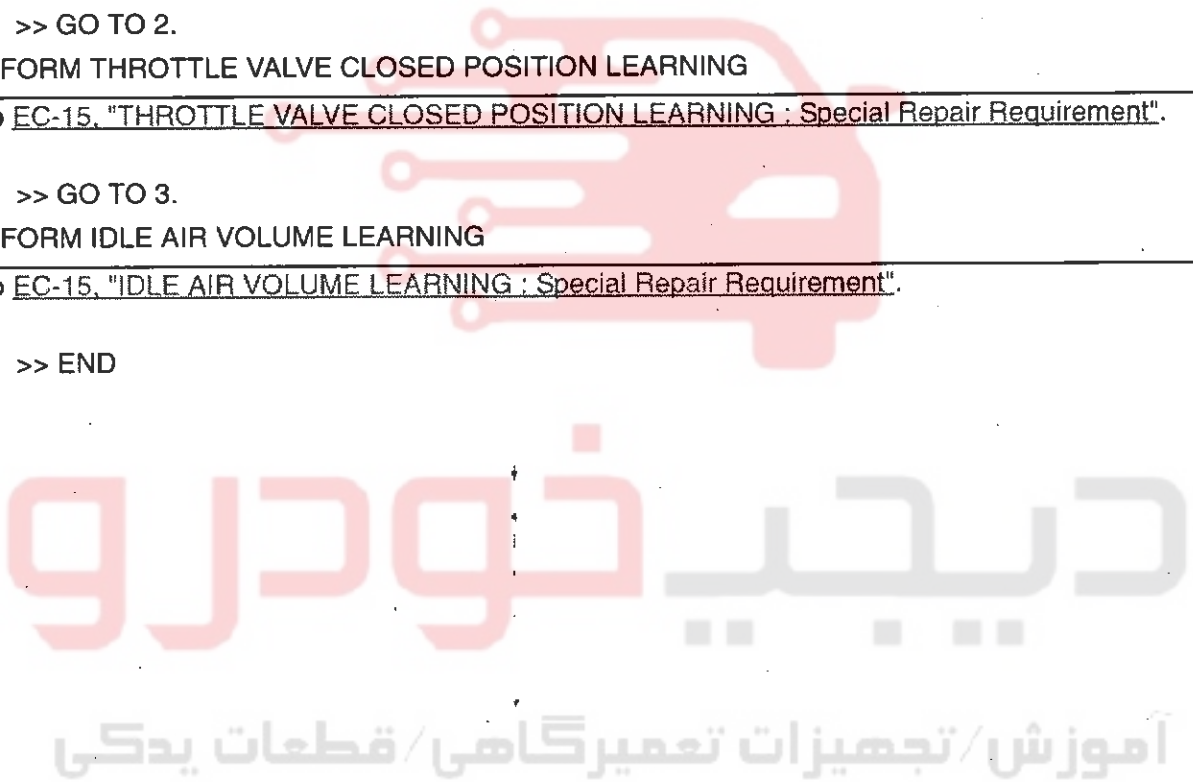 >> GO TO 2.
FORM THROTTLE VALVE CLOSED POSITION LEARNING
EC-15, "THROTTLE VALVE CLOSED POSITION LEARNING : Special Repair Requirement".
>> GO TO 3.
FORM IDLE AIR VOLUME LEARNING
EC-15, "IDLE AIR VOLUME LEARNING : Special Repair Requirement".
>> END
دیجیخودرو
آموزش/تجهیزات تعمیرگاهی/قطعات یدکی